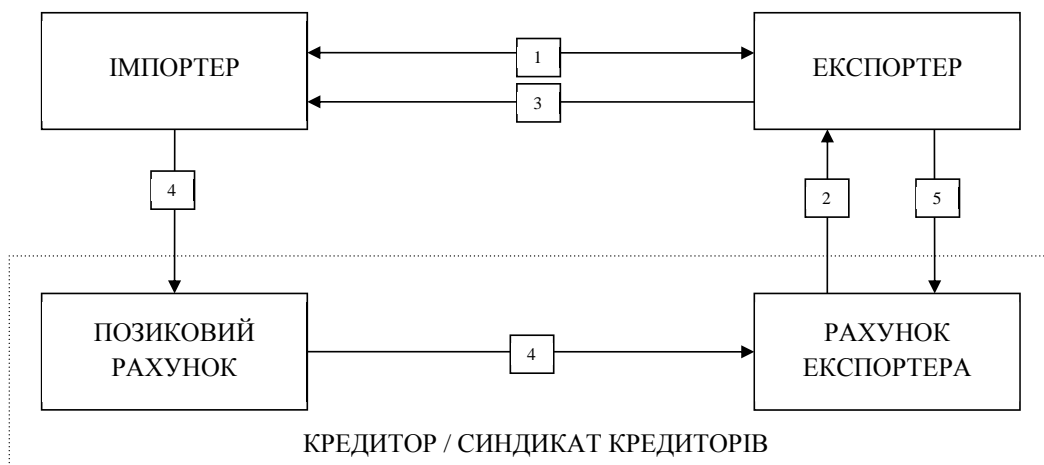 ІМПОРТЕР
1
ЕКСПОРТЕР
3
4
2
5
ПОЗИКОВИЙ
РАХУНОК
4
РАХУНОК
ЕКСПОРТЕРА
КРЕДИТОР / СИНДИКАТ КРЕДИТОРІВ